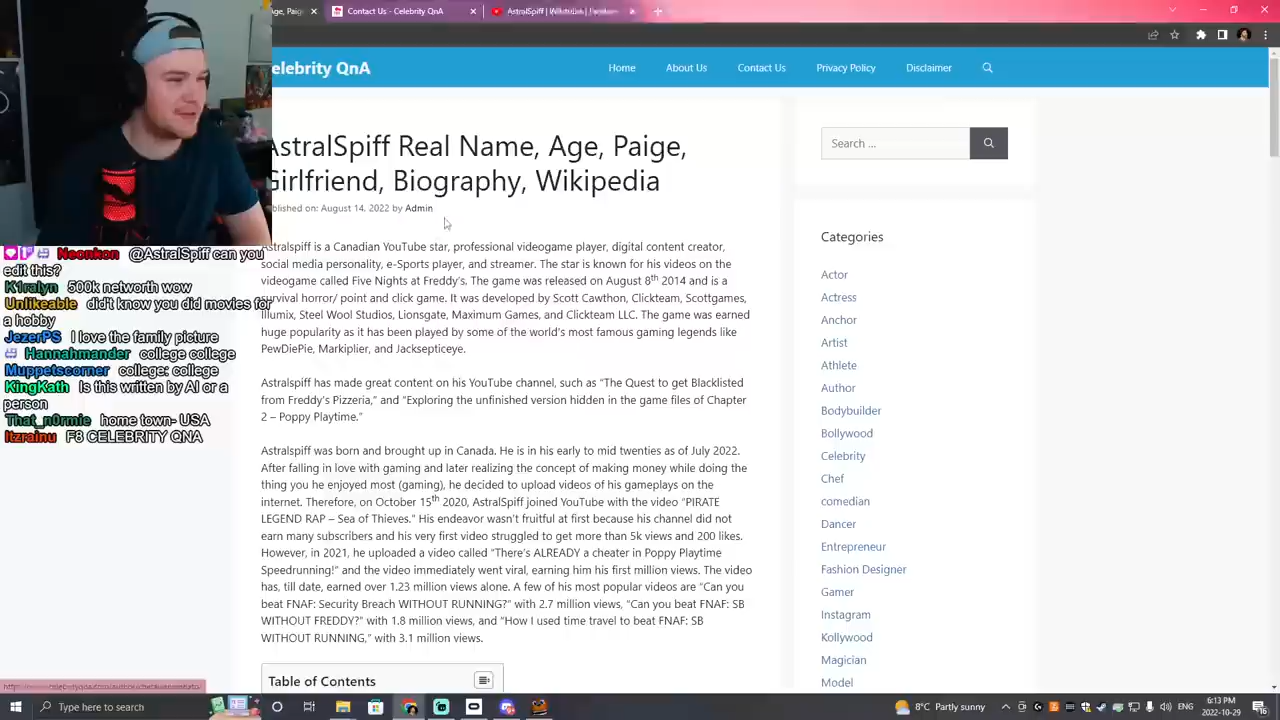 Age, Paig
elebrity QnA
Home
About Us
Contact Us
Privacy Policy
Disclaimer
AstralSpiff Real Name, Age, Paige,
Girlfriend, Biography, Wikipedia
blished on: August 14, 2022 by Admin
Astralspiff is a Canadian YouTube star, professional videogame player, digital content creator,
social media personality, e-Sports player, and streamer. The star is known for his videos on the
videogame called Five Nights at Freddy's. The game was released on August 8th 2014 and is a
survival horror/ point and click game. It was developed by Scott Cawthon, Clickteam, Scottgames,
Illumix, Steel Wool Studios, Lionsgate, Maximum Games, and Clickteam LLC. The game was earned
huge popularity as it has been played by some of the world's most famous gaming legends like
PewDiePie, Markiplier, and Jacksepticeye.
Astralspiff has made great content on his YouTube channel, such as "The Quest to get Blacklisted
from Freddy's Pizzeria," and "Exploring the unfinished version hidden in the game files of Chapter
2 – Poppy Playtime."
Astralspiff was born and brought up in Canada. He is in his early to mid twenties as of July 2022.
After falling in love with gaming and later realizing the concept of making money while doing the
thing you he enjoyed most (gaming), he decided to upload videos of his gameplays on the
internet. Therefore, on October 15th 2020, AstralSpiff joined YouTube with the video "PIRATE
LEGEND RAP – Sea of Thieves." His endeavor wasn't fruitful at first because his channel did not
earn many subscribers and his very first video struggled to get more than 5k views and 200 likes.
However, in 2021, he uploaded a video called "There's ALREADY a cheater in Poppy Playtime
Speedrunning!" and the video immediately went viral, earning him his first million views. The video
has, till date, earned over 1.23 million views alone. A few of his most popular videos are "Can you
beat FNAF: Security Breach WITHOUT RUNNING?" with 2.7 million views, "Can you beat FNAF: SB
WITHOUT FREDDY?" with 1.8 million views, and "How I used time travel to beat FNAF: SB
WITHOUT RUNNING," with 3.1 million views.
Table of Contents
Search ...
Categories
Actor
Actress
Anchor
Artist
Athlete
Author
Bodybuilder
Bollywood
Celebrity
Chef
comedian
Dancer
Entrepreneur
Fashion Designer
Gamer
Instagram
Kollywood
Magician
Model
Neonkon @AstralSpiff can you
edit this?
K1ralyn 500k networth wow
Unlikeable didt't know you did movies for
a hobby
JezerPS I love the family picture
Hannahmander college college
Muppetscorner college: college
KingKath Is this written by AI or a
person
That_n0rmie home town- USA
Itzrainu F8 CELEBRITY QNA
Type here to search
8°C Partly sunny
6:13 PM
2022-10-29
16